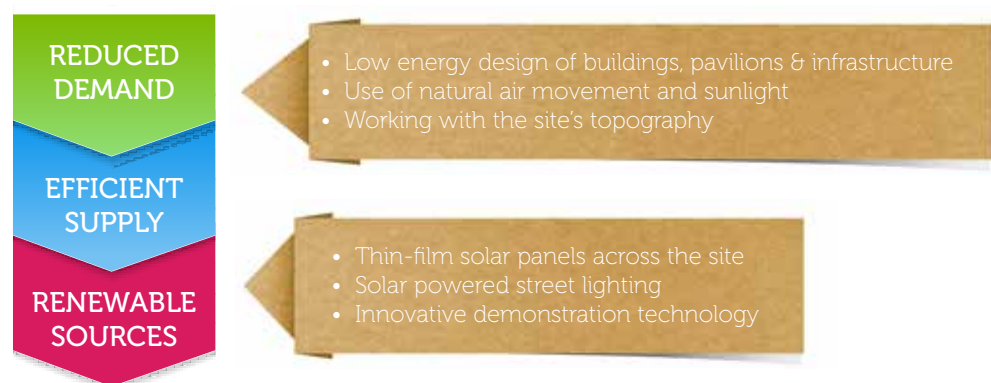 REDUCED
DEMAND
• Low energy design of buildings, pavilions & infrastructure
• Use of natural air movement and sunlight
• Working with the site's topography
EFFICIENT
SUPPLY
RENEWABLE
SOURCES
• Thin-film solar panels across the site
• Solar powered street lighting
• Innovative demonstration technology